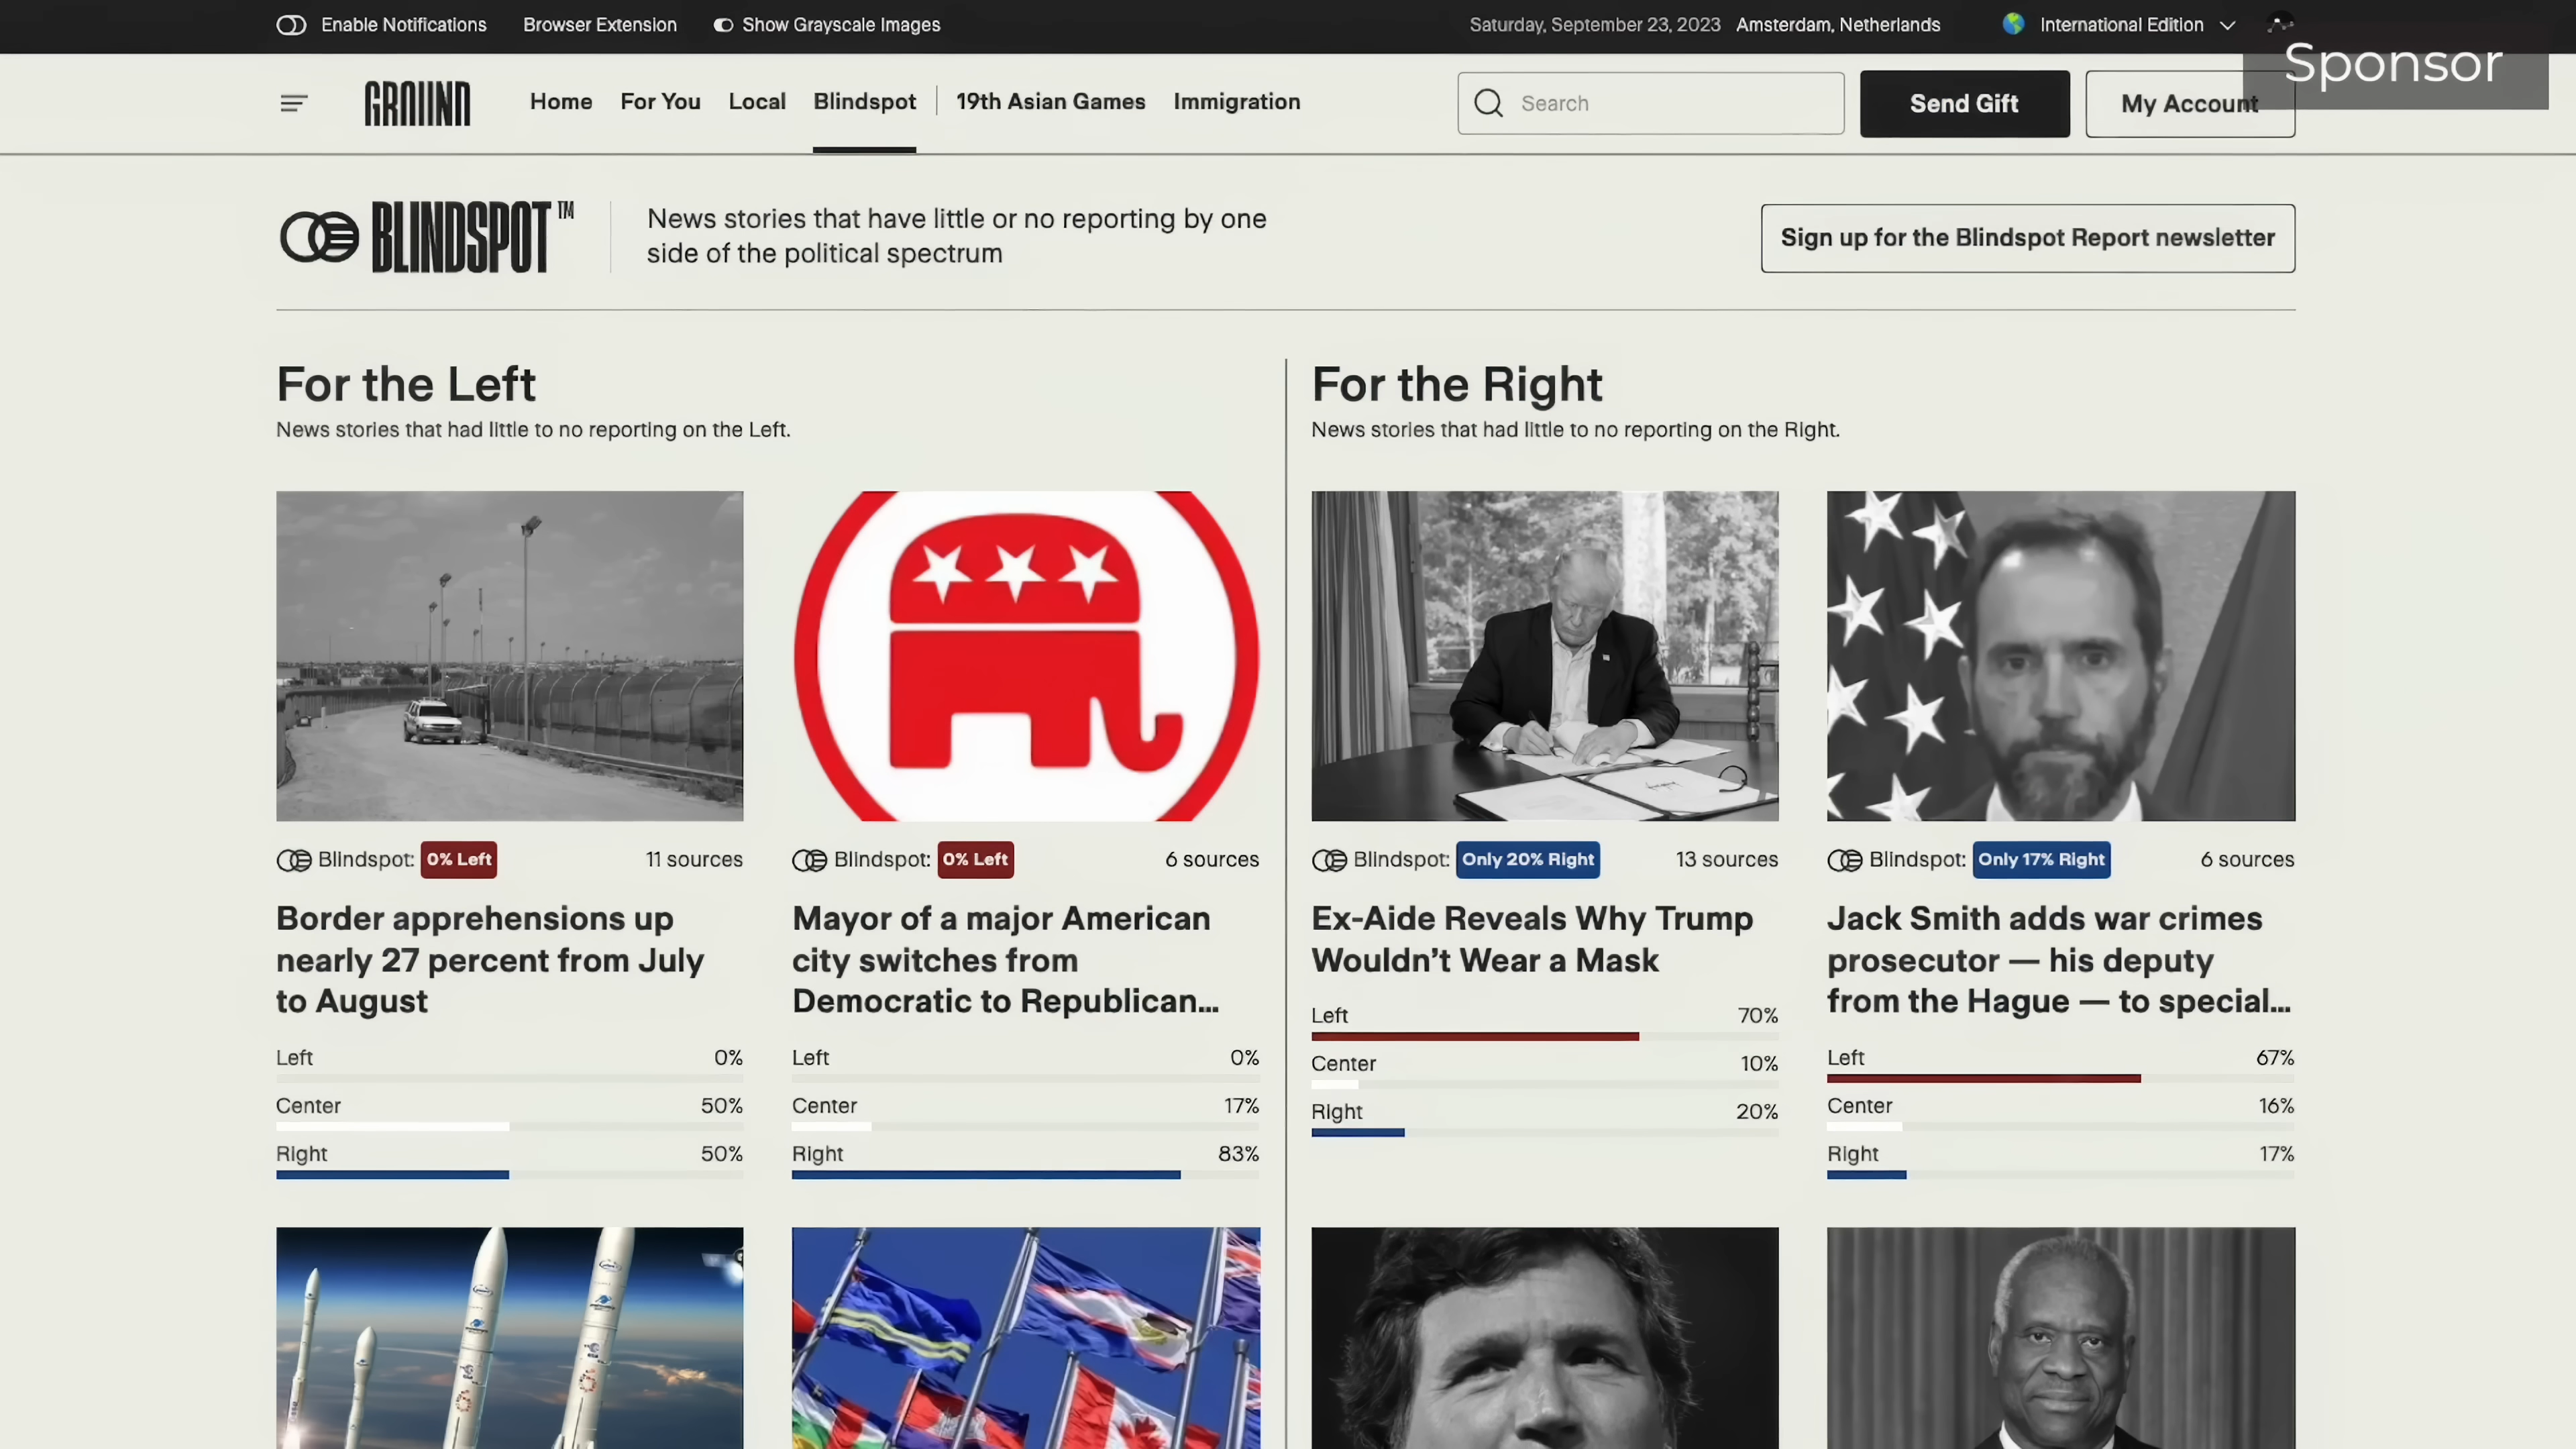 Enable Notifications Browser Extension Show Grayscale Images Saturday, September 23, 2023 Amsterdam, Netherlands International Edition
Sponsor
GROUND Home For You Local Blindspot 19th Asian Games Immigration Search Send Gift My Account
BLINDSPOT™
News stories that have little or no reporting by one
side of the political spectrum
Sign up for the Blindspot Report newsletter
For the Left
News stories that had little to no reporting on the Left.
Blindspot: 0% Left 11 sources
Border apprehensions up
nearly 27 percent from July
to August
Left 0%
Center 50%
Right 50%
Blindspot: 0% Left 6 sources
Mayor of a major American
city switches from
Democratic to Republican...
Left 0%
Center 17%
Right 83%
For the Right
News stories that had little to no reporting on the Right.
Blindspot: Only 20% Right 13 sources
Ex-Aide Reveals Why Trump
Wouldn't Wear a Mask
Left 70%
Center 10%
Right 20%
Blindspot: Only 17% Right 6 sources
Jack Smith adds war crimes
prosecutor — his deputy
from the Hague — to special...
Left 67%
Center 16%
Right 17%